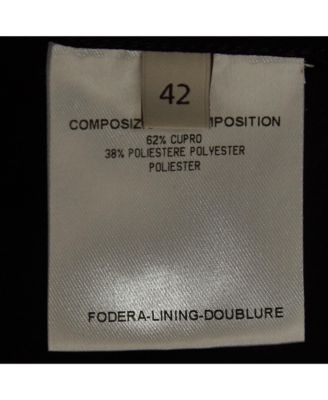 42
COMPOSIZ MPOSITION
62% CUPRO
38% POLIESTERE POLYESTER
POLIESTER
FODERA-LINING-DOUBLURE